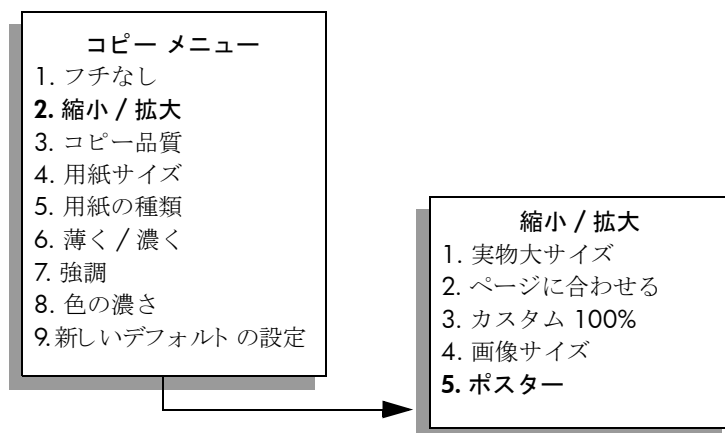 コピー メニュー
1. フチなし
2. 縮小 / 拡大
3. コピー品質
4. 用紙サイズ
5. 用紙の種類
6. 薄く / 濃く
7. 強調
8. 色の濃さ
9.新しいデフォルト の設定
縮小 / 拡大
1. 実物大サイズ
2. ページに合わせる
3. カスタム 100%
4. 画像サイズ
5. ポスター